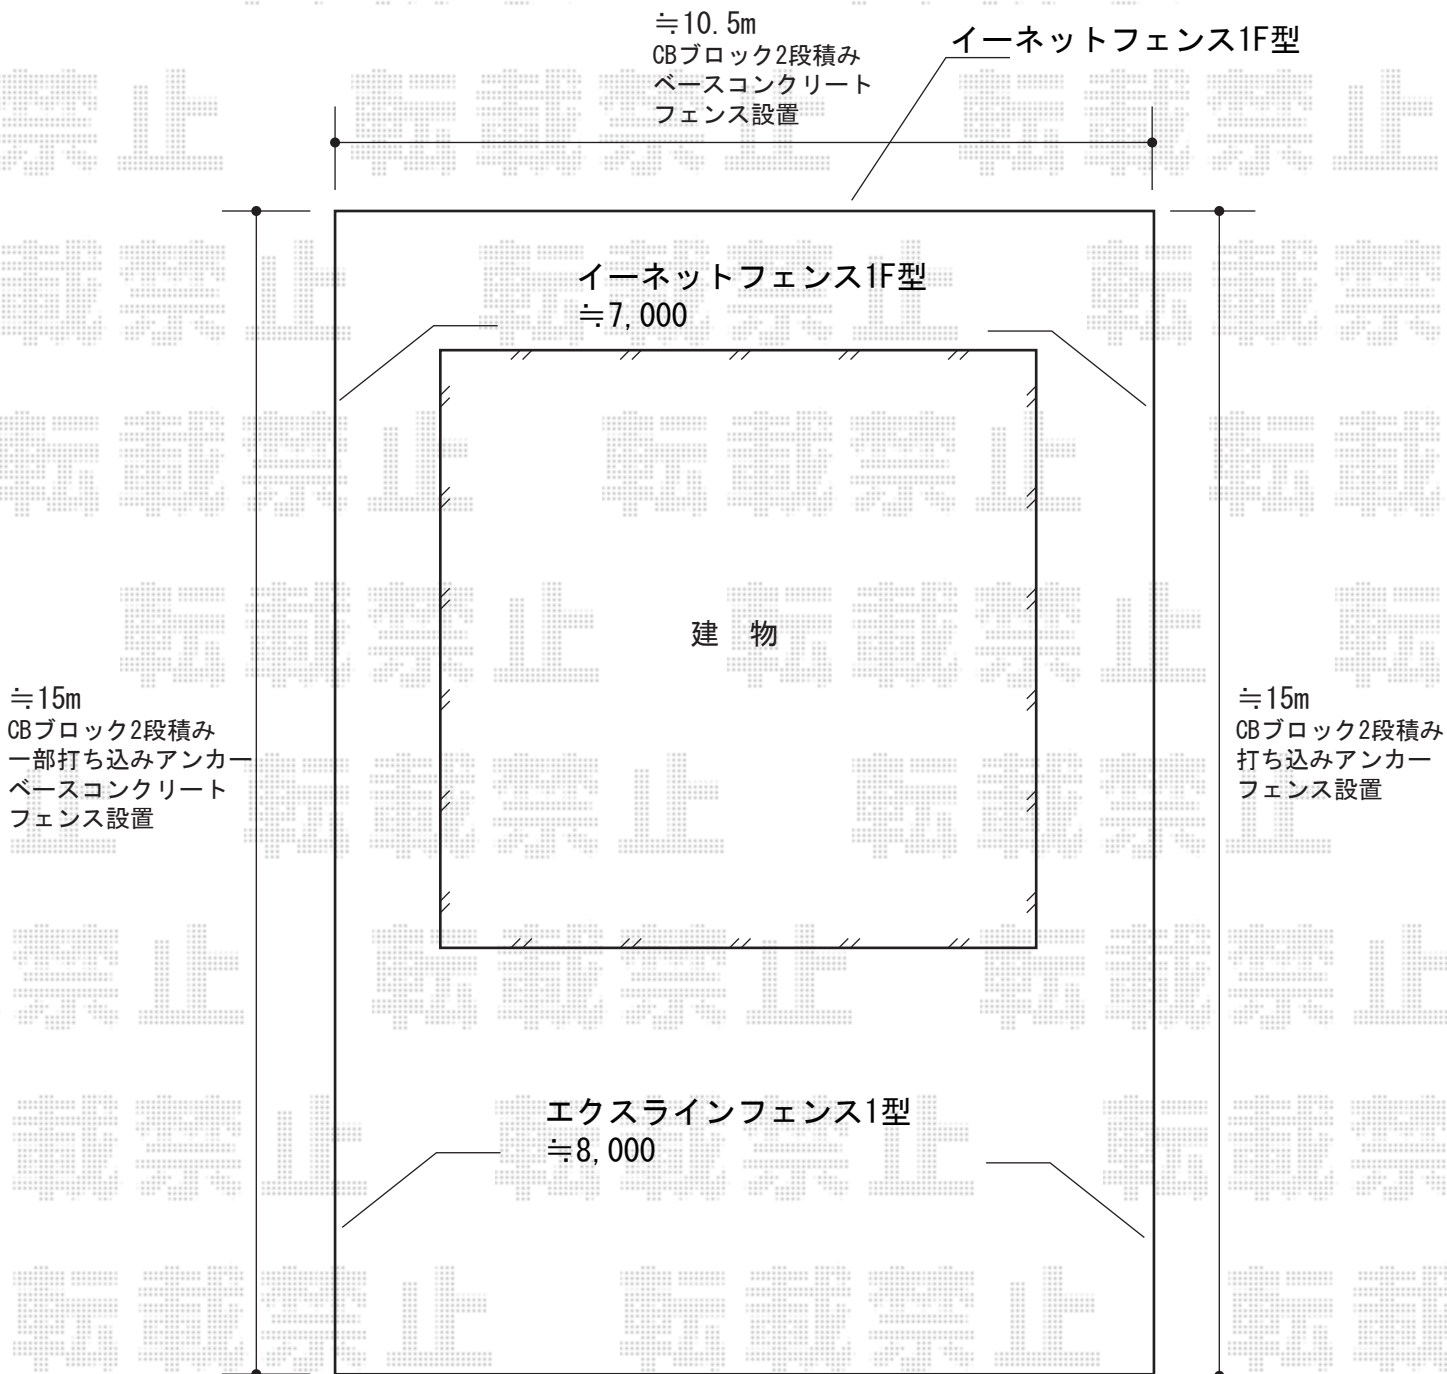 ≒10.5m
CBブロック2段積み
ベースコンクリート
フェンス設置
イーネットフェンス1F型
イーネットフェンス1F型
≒7,000
建 物
≒15m
CBブロック2段積み
一部打ち込みアンカー
ベースコンクリート
フェンス設置
≒15m
CBブロック2段積み
打ち込みアンカー
フェンス設置
エクスラインフェンス1型
≒8,000
転載禁止